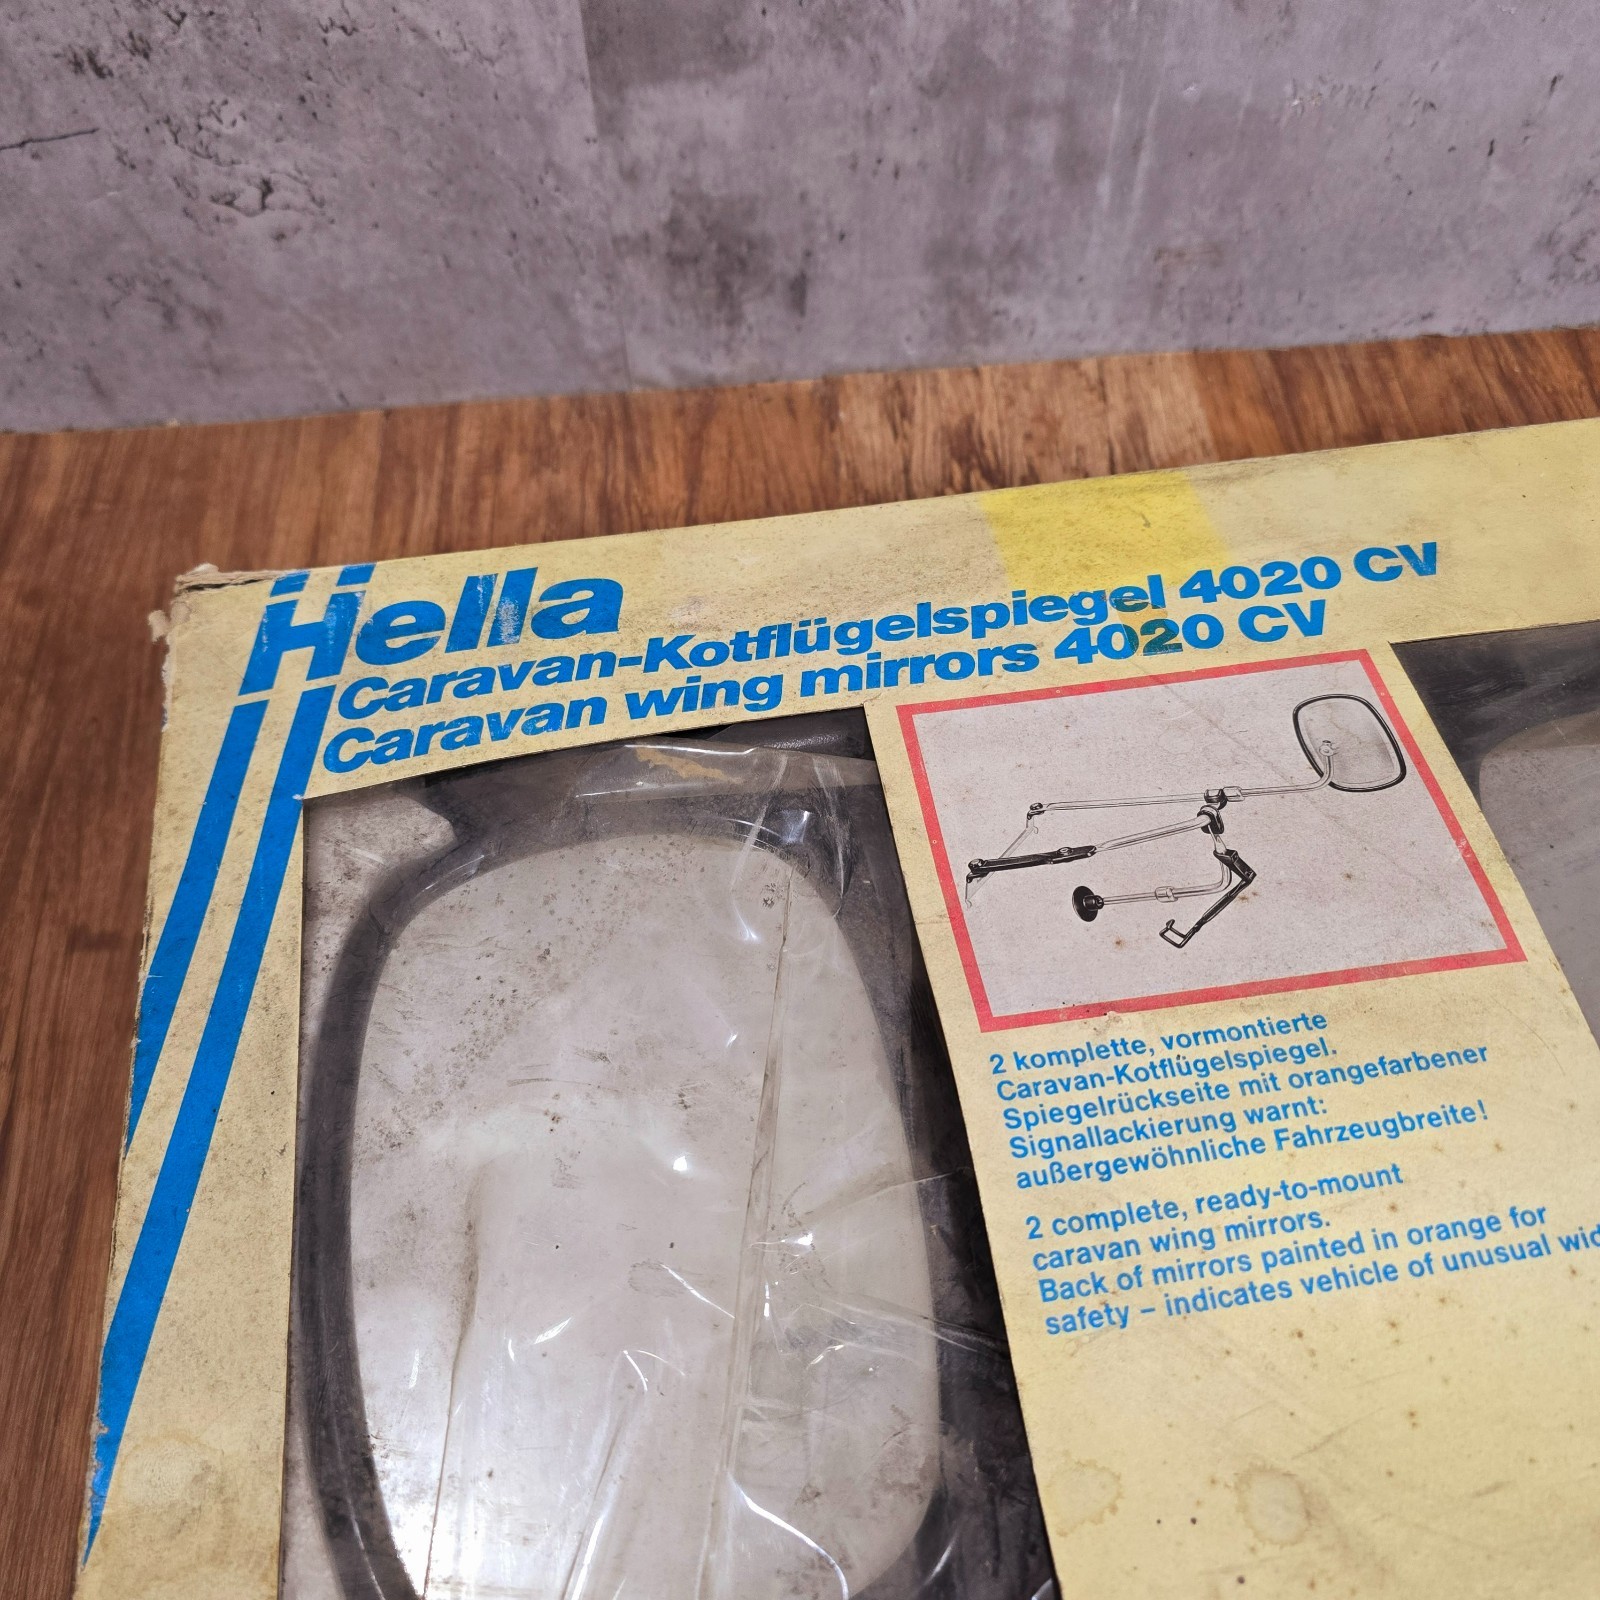 Hella
Caravan-Kotflügelspiegel 4020 CV
Caravan wing mirrors 4020 CV
2 komplette, vormontierte
Caravan-Kotflügelspiegel.
Spiegelrückseite mit orangefarbener
Signallackierung warnt:
außergewöhnliche Fahrzeugbreite!
2 complete, ready-to-mount
caravan wing mirrors.
Back of mirrors painted in orange for
safety – indicates vehicle of unusual